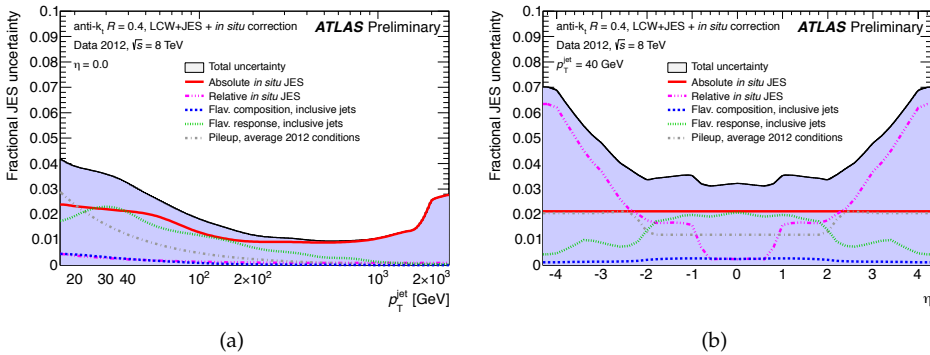 Fractional JES uncertainty
0.1
0.09
0.08
0.07
0.06
0.05
0.04
0.03
0.02
0.01
0
anti-kt R = 0.4, LCW+JES + in situ correction
ATLAS Preliminary
Data 2012, √s = 8 TeV
η = 0.0
Total uncertainty
Absolute in situ JES
Relative in situ JES
Flav. composition, inclusive jets
Flav. response, inclusive jets
Pileup, average 2012 conditions
20 30 40 10² 2×10² 10³ 2×10³
p_T^jet [GeV]
(a)
Fractional JES uncertainty
0.1
0.09
0.08
0.07
0.06
0.05
0.04
0.03
0.02
0.01
0
anti-kt R = 0.4, LCW+JES + in situ correction
ATLAS Preliminary
Data 2012, √s = 8 TeV
p_T^jet = 40 GeV
Total uncertainty
Absolute in situ JES
Relative in situ JES
Flav. composition, inclusive jets
Flav. response, inclusive jets
Pileup, average 2012 conditions
-4 -3 -2 -1 0 1 2 3 4
η
(b)